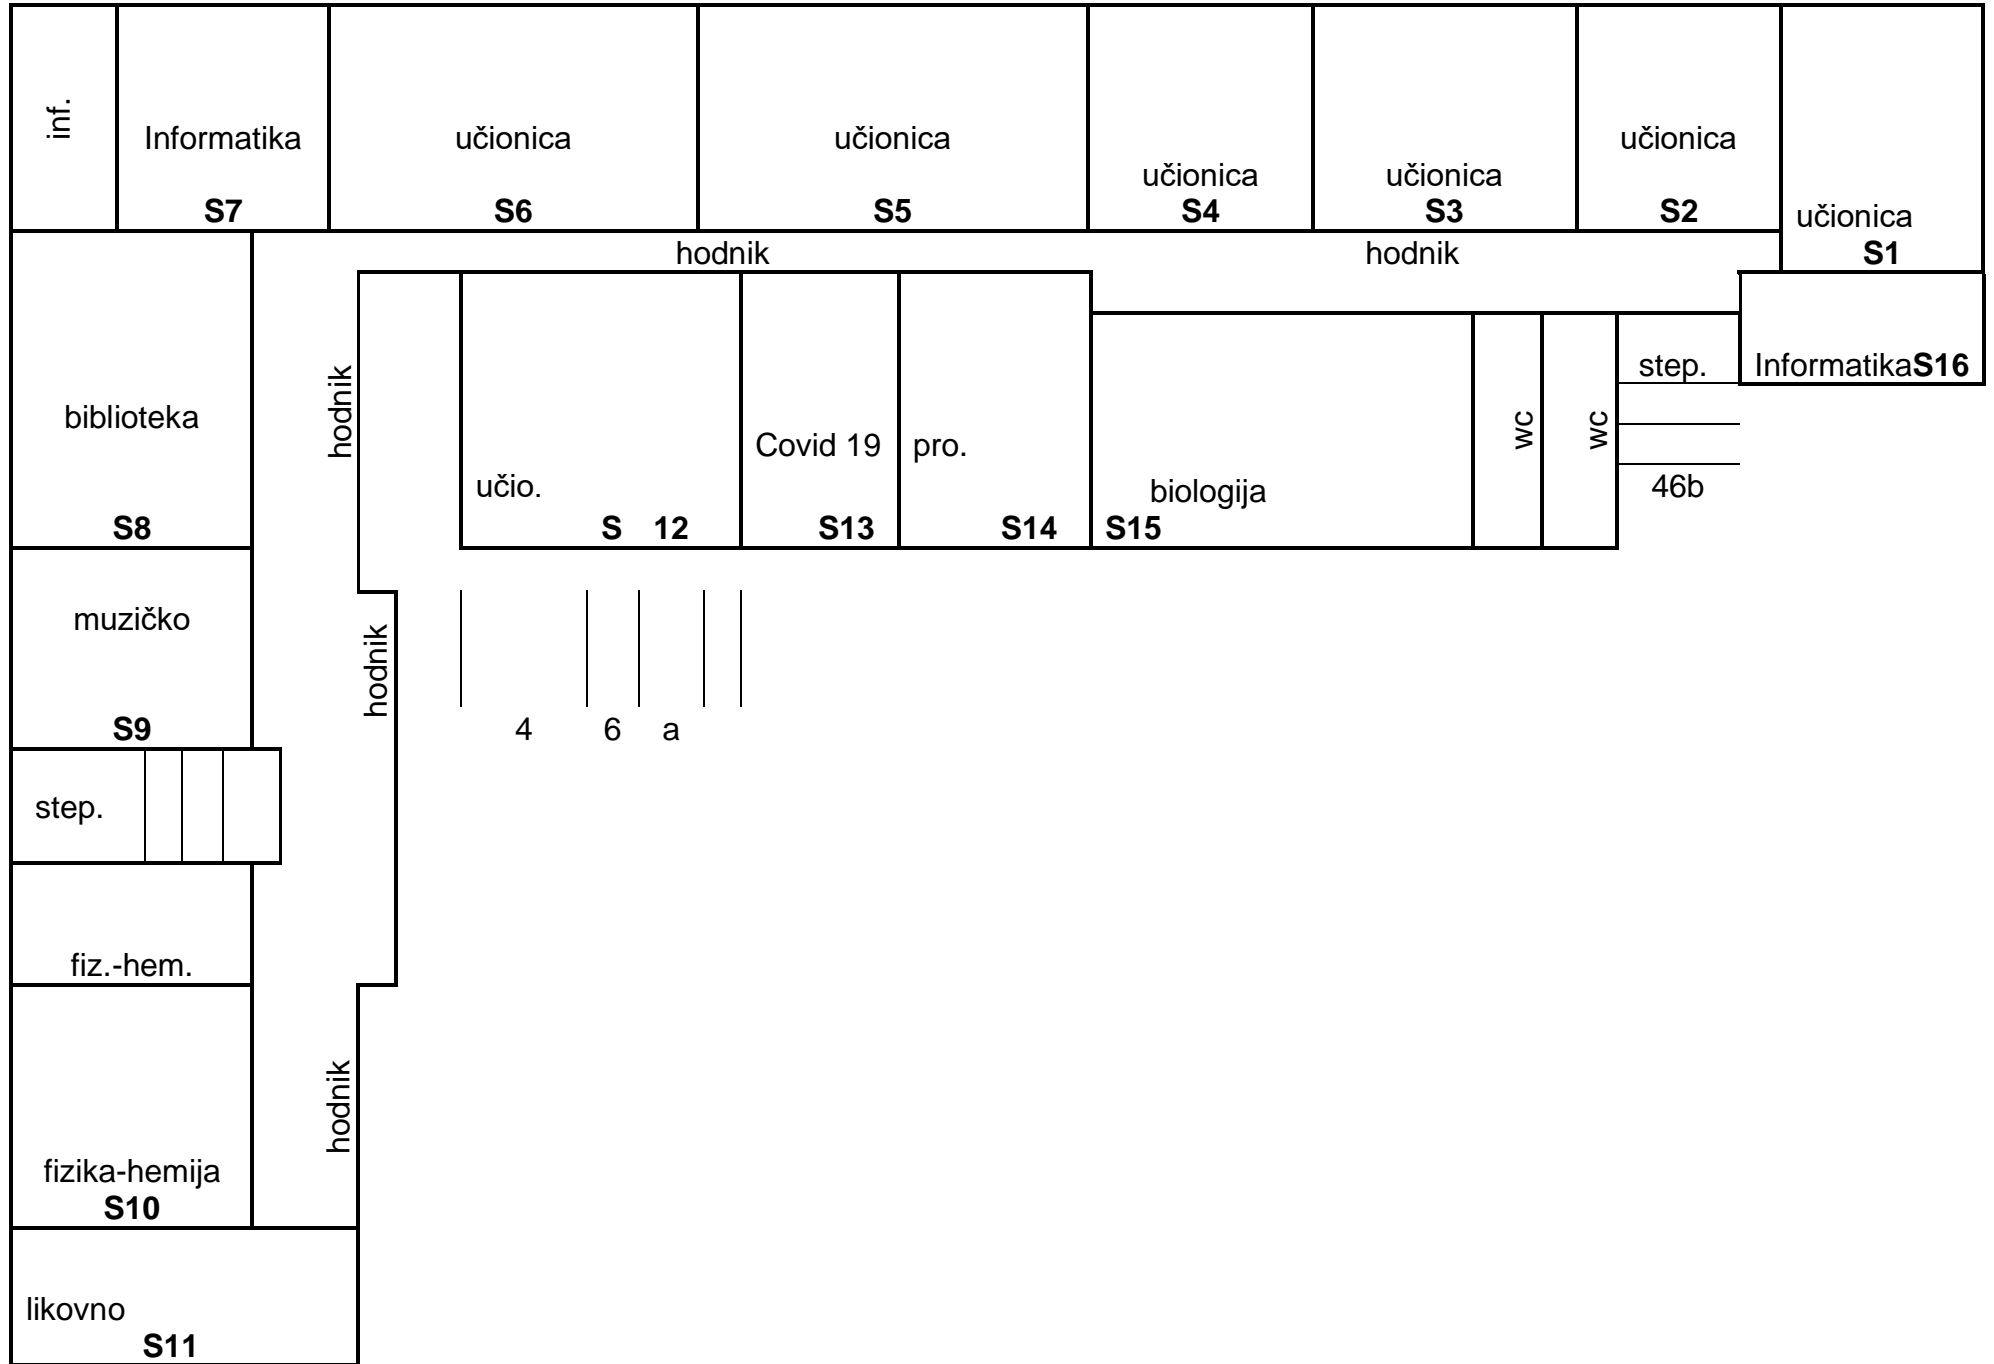 inf.
Informatika
S7
učionica
S6
učionica
S5
učionica
S4
učionica
S3
učionica
S2
učionica
S1
hodnik
hodnik
InformatikaS16
step.
46b
wc
wc
biologija
S15
pro.
S14
Covid 19
S13
učio.
S 12
4 6 a
hodnik
biblioteka
S8
hodnik
muzičko
S9
step.
fiz.-hem.
hodnik
fizika-hemija
S10
likovno
S11